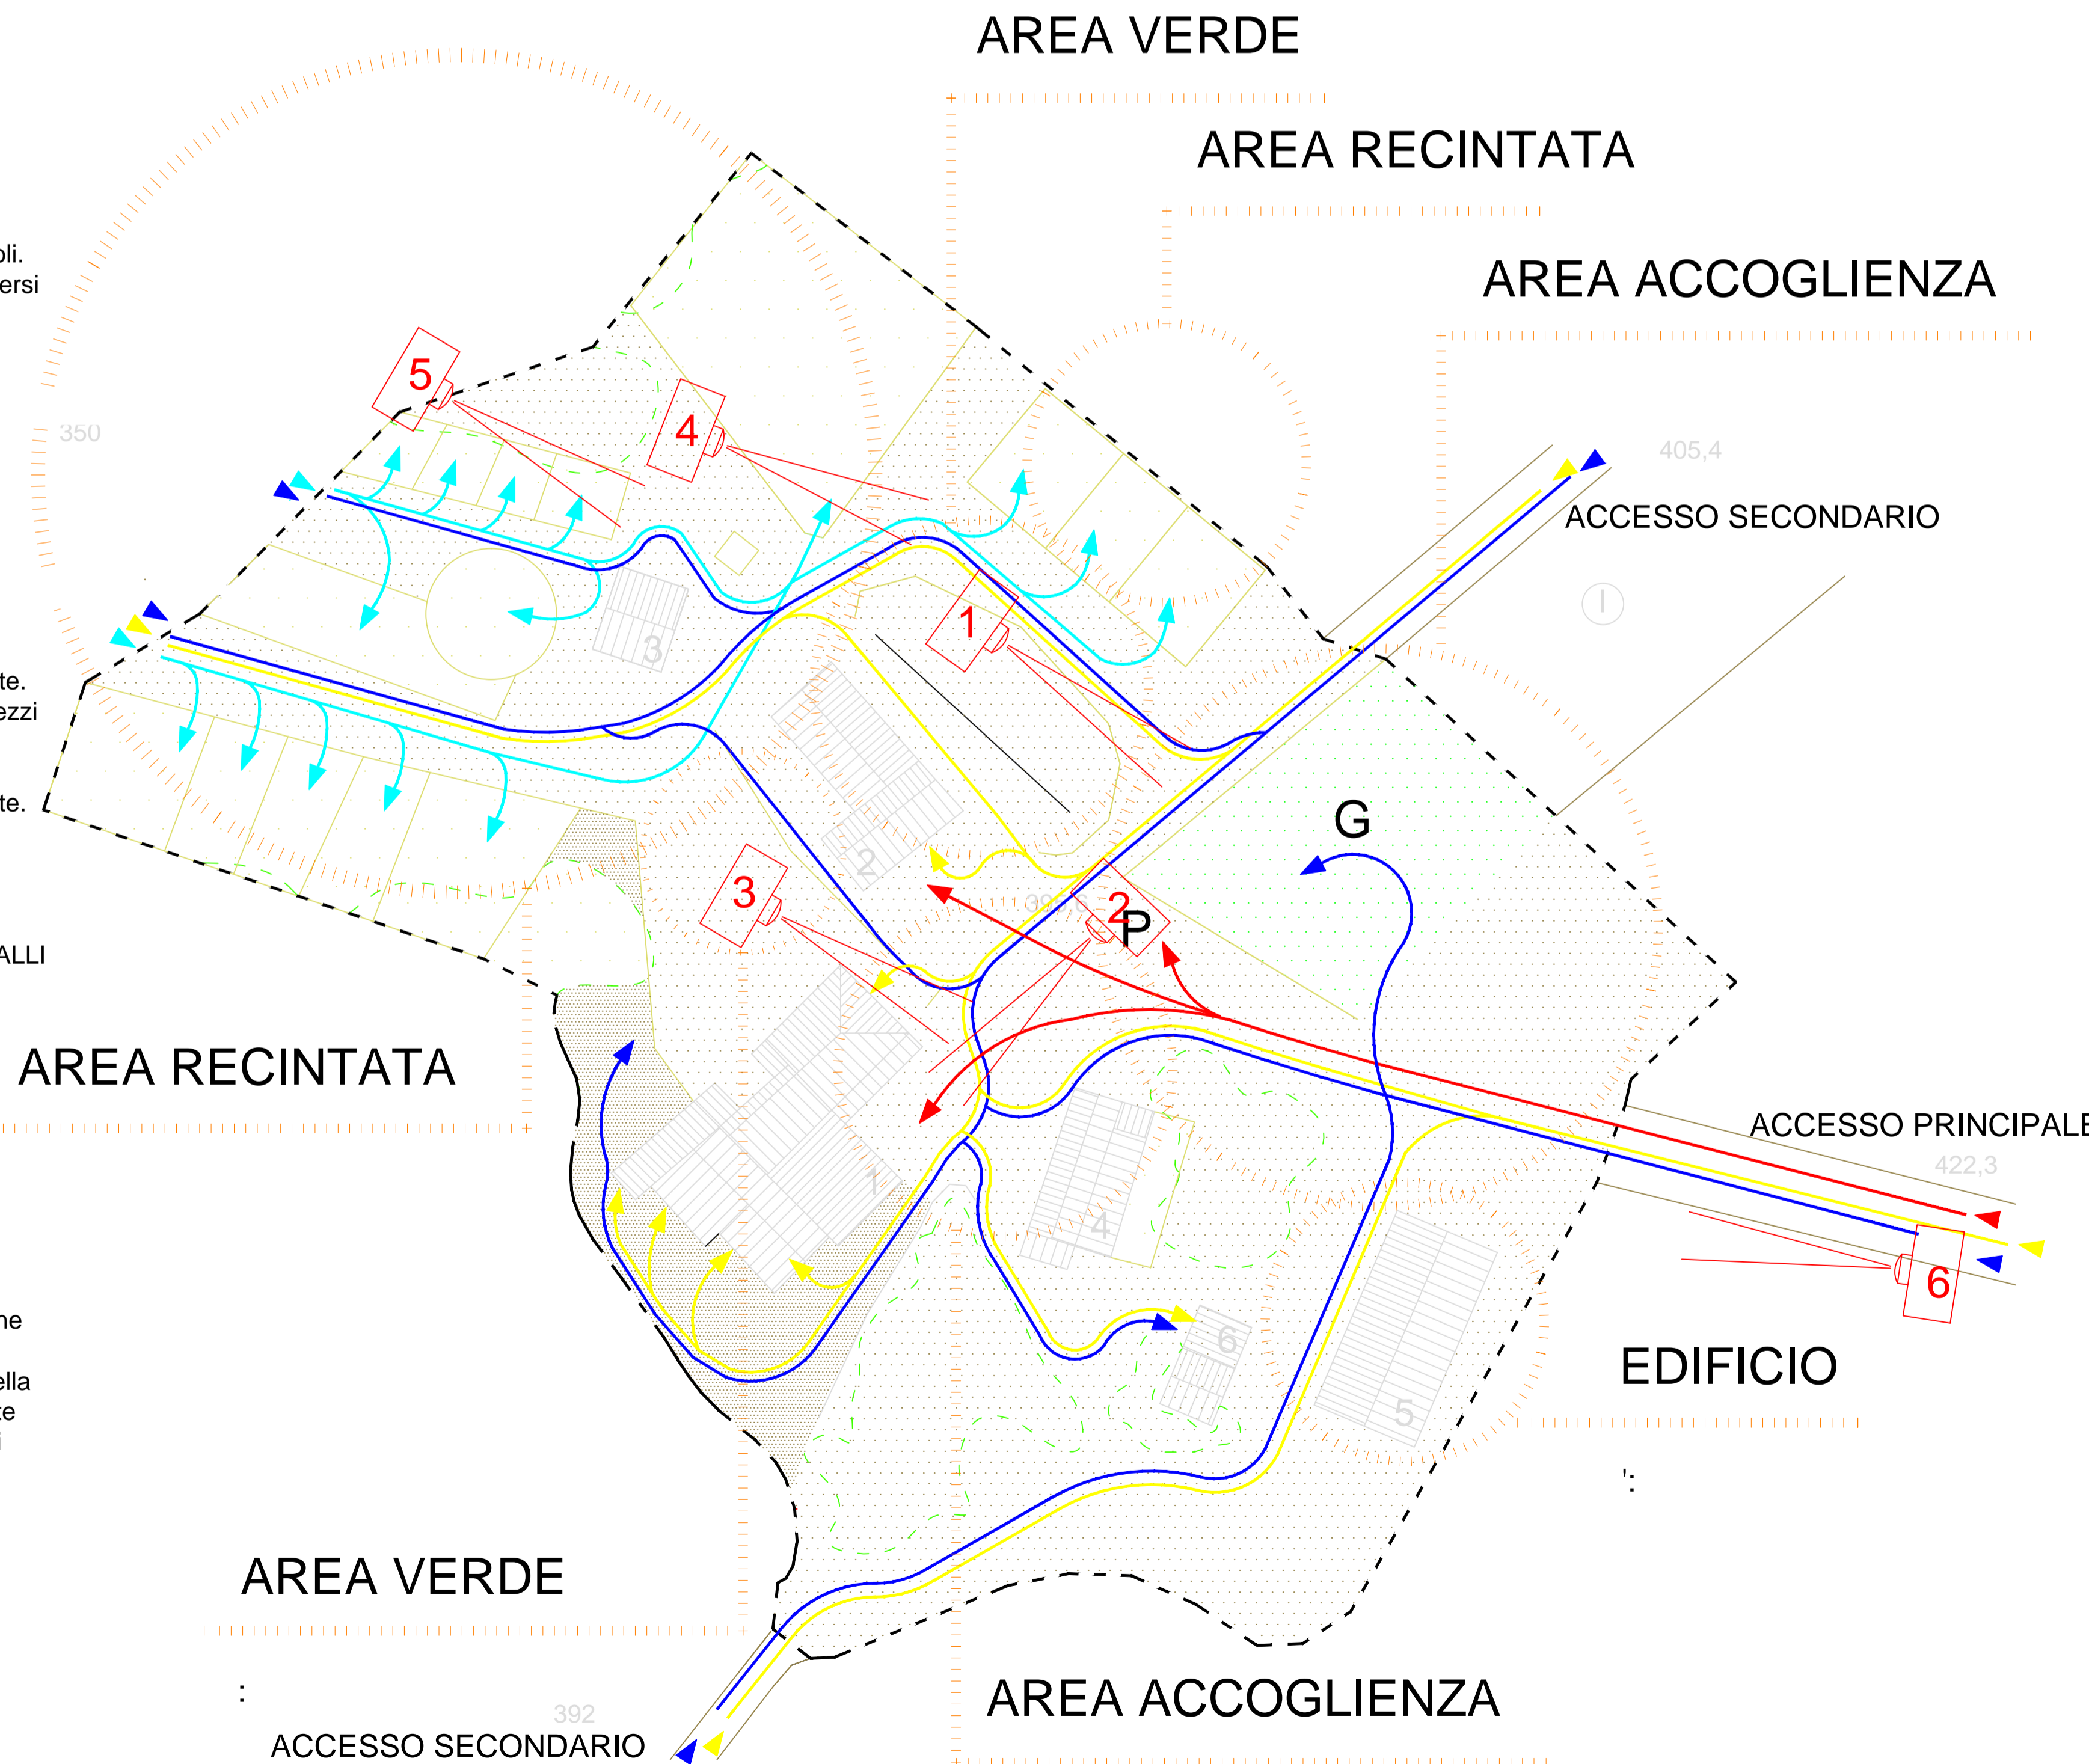 AREA VERDE
AREA RECINTATA
AREA ACCOGLIENZA
oli.
ersi
5
4
350
405,4
ACCESSO SECONDARIO
I
1
3
te.
ezzi
te.
G
2
3
2
P
ALLI
AREA RECINTATA
ACCESSO PRINCIPALE
422,3
1
4
6
ne
6
EDIFICIO
ella
te
5
i
':
AREA VERDE
:
392
AREA ACCOGLIENZA
ACCESSO SECONDARIO